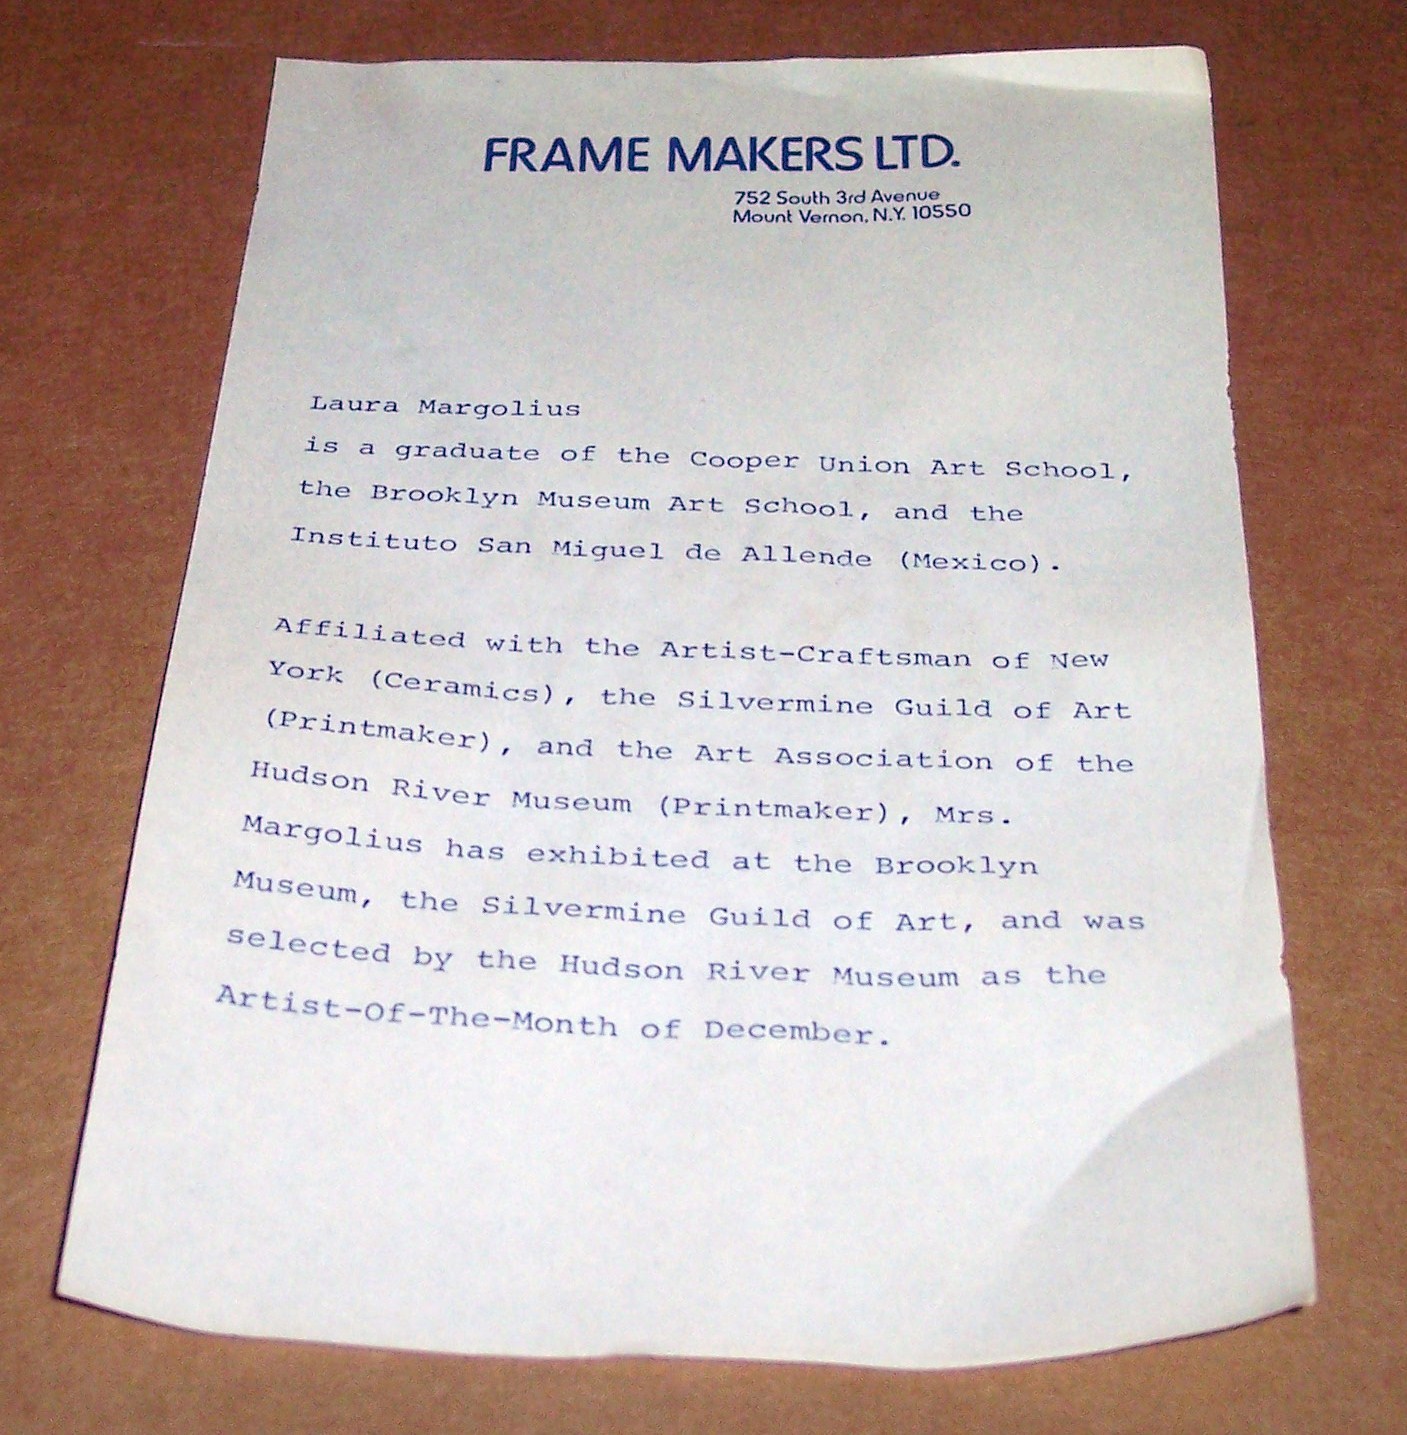 FRAME MAKERS LTD.
752 South 3rd Avenue
Mount Vernon, N.Y. 10550
Laura Margolius
is a graduate of the Cooper Union Art School,
the Brooklyn Museum Art School, and the
Instituto San Miguel de Allende (Mexico).
Affiliated with the Artist-Craftsman of New
York (Ceramics), the Silvermine Guild of Art
(Printmaker), and the Art Association of the
Hudson River Museum (Printmaker), Mrs.
Margolius has exhibited at the Brooklyn
Museum, the Silvermine Guild of Art, and was
selected by the Hudson River Museum as the
Artist-Of-The-Month of December.